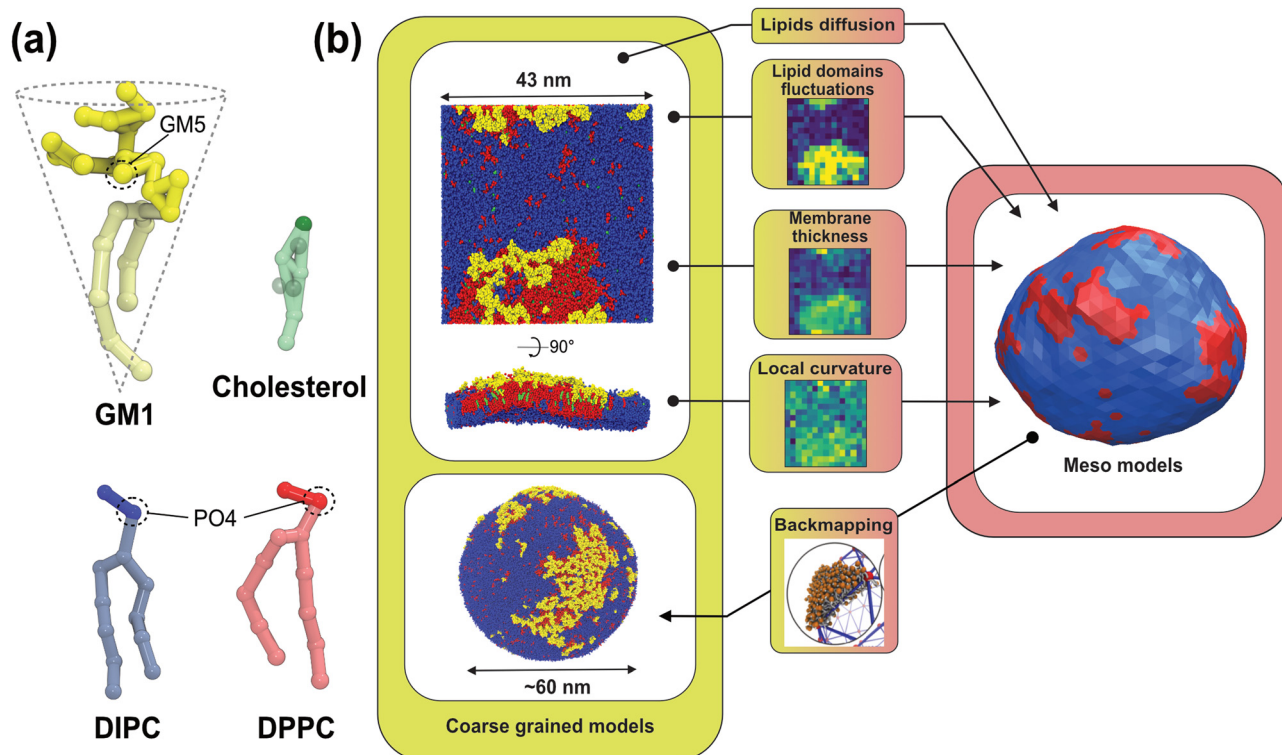 (a)
GM5
GM1
Cholesterol
PO4
DIPC
DPPC
(b)
43 nm
90°
~60 nm
Coarse grained models
Lipids diffusion
Lipid domains
fluctuations
Membrane
thickness
Local curvature
Backmapping
Meso models